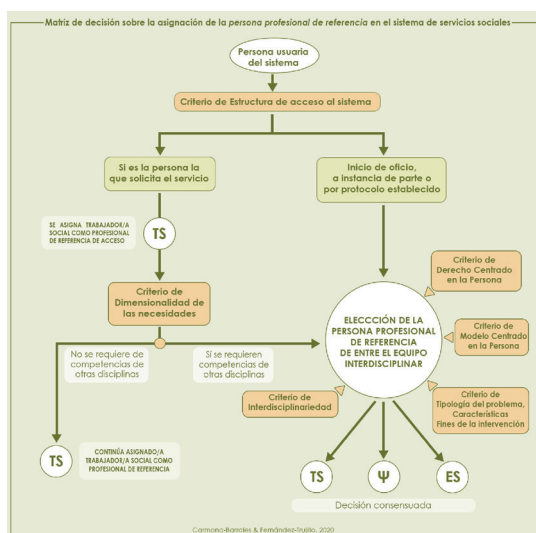 Matriz de decisión sobre la asignación de la persona profesional de referencia en el sistema de servicios sociales
Persona usuaria
del sistema
Criterio de Estructura de acceso al sistema
Si es la persona la
que solicita el servicio
Inicio de oficio,
a instancia de parte o
por protocolo establecido
SE ASIGNA TRABAJADOR/A
SOCIAL COMO PROFESIONAL
DE REFERENCIA DE ACCESO
TS
Criterio de
Dimensionalidad de
las necesidades
Criterio de
Derecho Centrado
en la Persona
ELECCCIÓN DE LA
PERSONA PROFESIONAL
DE REFERENCIA
DE ENTRE EL EQUIPO
INTERDISCIPLINAR
Criterio de
Modelo Centrado
en la Persona
No se requiere de
competencias de
otras disciplinas
Sí se requieren
competencias de
otras disciplinas
Criterio de
Interdisciplinariedad
Criterio de
Tipología del problema,
Características
Fines de la intervención
TS
CONTINÚA ASIGNADO/A
TRABAJADOR/A SOCIAL COMO
PROFESIONAL DE REFERENCIA
TS
Ψ
ES
Decisión consensuada
Carmona-Barrales & Fernández-Trujillo, 2020